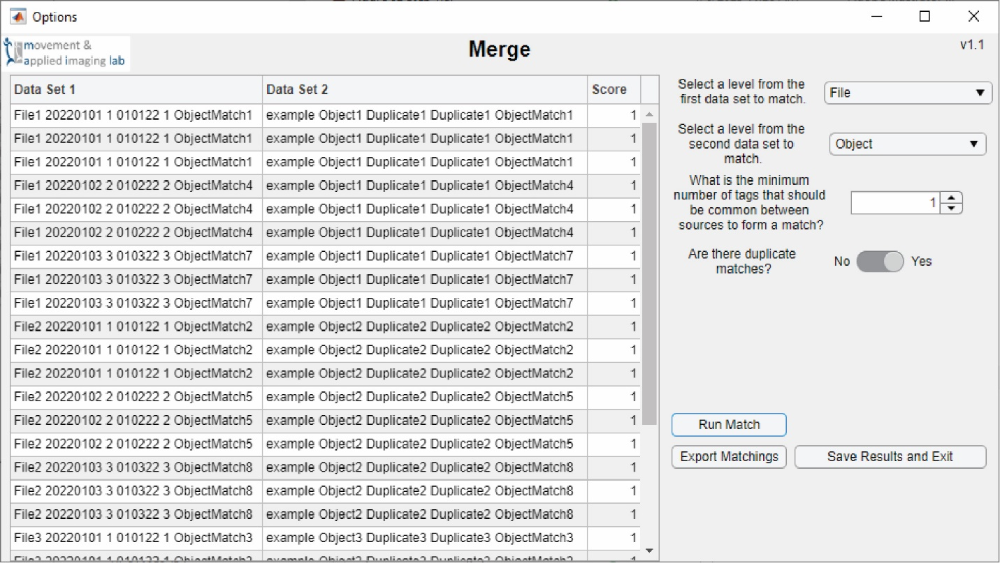 Options
movement &
applied imaging lab
Merge
v1.1
Data Set 1 Data Set 2 Score
File1 20220101 1 010122 1 ObjectMatch1 example Object1 Duplicate1 Duplicate1 ObjectMatch1 1
File1 20220101 1 010122 1 ObjectMatch1 example Object1 Duplicate1 Duplicate1 ObjectMatch1 1
File1 20220101 1 010122 1 ObjectMatch1 example Object1 Duplicate1 Duplicate1 ObjectMatch1 1
File1 20220102 2 010222 2 ObjectMatch4 example Object1 Duplicate1 Duplicate1 ObjectMatch4 1
File1 20220102 2 010222 2 ObjectMatch4 example Object1 Duplicate1 Duplicate1 ObjectMatch4 1
File1 20220102 2 010222 2 ObjectMatch4 example Object1 Duplicate1 Duplicate1 ObjectMatch4 1
File1 20220103 3 010322 3 ObjectMatch7 example Object1 Duplicate1 Duplicate1 ObjectMatch7 1
File1 20220103 3 010322 3 ObjectMatch7 example Object1 Duplicate1 Duplicate1 ObjectMatch7 1
File1 20220103 3 010322 3 ObjectMatch7 example Object1 Duplicate1 Duplicate1 ObjectMatch7 1
File2 20220101 1 010122 1 ObjectMatch2 example Object2 Duplicate2 Duplicate2 ObjectMatch2 1
File2 20220101 1 010122 1 ObjectMatch2 example Object2 Duplicate2 Duplicate2 ObjectMatch2 1
File2 20220101 1 010122 1 ObjectMatch2 example Object2 Duplicate2 Duplicate2 ObjectMatch2 1
File2 20220102 2 010222 2 ObjectMatch5 example Object2 Duplicate2 Duplicate2 ObjectMatch5 1
File2 20220102 2 010222 2 ObjectMatch5 example Object2 Duplicate2 Duplicate2 ObjectMatch5 1
File2 20220102 2 010222 2 ObjectMatch5 example Object2 Duplicate2 Duplicate2 ObjectMatch5 1
File2 20220103 3 010322 3 ObjectMatch8 example Object2 Duplicate2 Duplicate2 ObjectMatch8 1
File2 20220103 3 010322 3 ObjectMatch8 example Object2 Duplicate2 Duplicate2 ObjectMatch8 1
File2 20220103 3 010322 3 ObjectMatch8 example Object2 Duplicate2 Duplicate2 ObjectMatch8 1
File3 20220101 1 010122 1 ObjectMatch3 example Object3 Duplicate3 Duplicate3 ObjectMatch3 1
Select a level from the
first data set to match.
File
Select a level from the
second data set to
match.
Object
What is the minimum
number of tags that should
be common between
sources to form a match?
1
Are there duplicate
matches?
No Yes
Run Match
Export Matchings Save Results and Exit